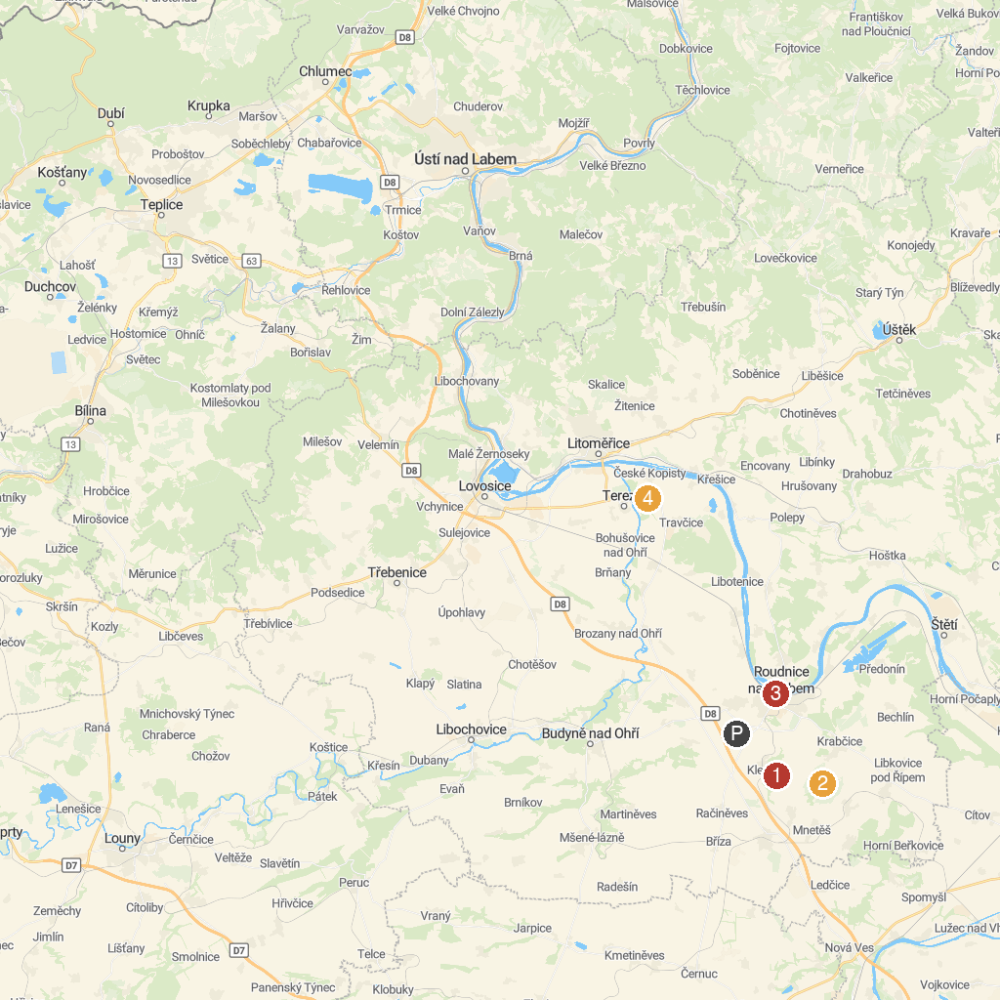 Malšovice
Velké Chvojno
Františkov
nad Ploučnicí
Velká Bukov
Varvažov
D8
Dobkovice
Fojtovice
Žandov
Chlumec
Valkeřice
Horní Po
Těchlovice
Krupka
Dubí
Maršov
Chuderov
Mojžíř
Soběchleby
Chabařovice
Povrly
Valteři
Proboštov
Ústí nad Labem
Velké Březno
Verneřice
Košťany
Novosedlice
D8
slavice
Teplice
Trmice
Vaňov
Koštov
Malečov
Kravaře
Konojedy
Brná
Lovečkovice
13
Světice
63
Lahošť
Duchcov
Řehlovice
Starý Týn
Blíževedly
Želénky
Křemýž
Dolní Zálezly
Třebušín
Hostomice
Ohníč
Žalany
Žim
Úštěk
Ledvice
Bořislav
Světec
Libochovany
Skalice
Soběnice
Liběšice
Kostomlaty pod
Milešovkou
Tetčiněves
Žitenice
Bílina
Chotiněves
13
Milešov
Velemín
Malé Žernoseky
Litoměřice
D8
Encovany
Libínky
Drahobuz
České Kopisty
Křešice
Hrušovany
Lovosice
Hrobčice
4
Vchynice
Mirošovice
Polepy
Travčice
Sulejovice
Bohušovice
nad Ohří
Lužice
Hoštka
Měrunice
Třebenice
Brňany
Libotenice
Podsedice
D8
Skršín
Úpohlavy
Třebívlice
Kozly
Štětí
Libčeves
Brozany nad Ohří
Chotěšov
Roudnice
Předonín
Klapý
Slatina
3
Horní Počaply
D8
Mnichovský Týnec
Bechlín
Raná
Chraberce
Libochovice
Budyně nad Ohří
P
Krabčice
Koštice
Chožov
Dubany
Křesín
Libkovice
pod Řípem
1
2
Evaň
Pátek
Brníkov
Lenešice
Martiněves
Račiněves
Cítov
Mnetěš
Louny
Černčice
Mšené-lázně
Bříza
Horní Beřkovice
Veltěže
D7
Slavětín
Peruc
Radešín
Ledčice
Spomyšl
Hřivčice
Cítoliby
Zeměchy
Vraný
Jarpice
Jimlín
Líšťany
D7
Telce
Nová Ves
Smolnice
Kmetiněves
Černuc
Vojkovice
Panenský Týnec
Klobuky